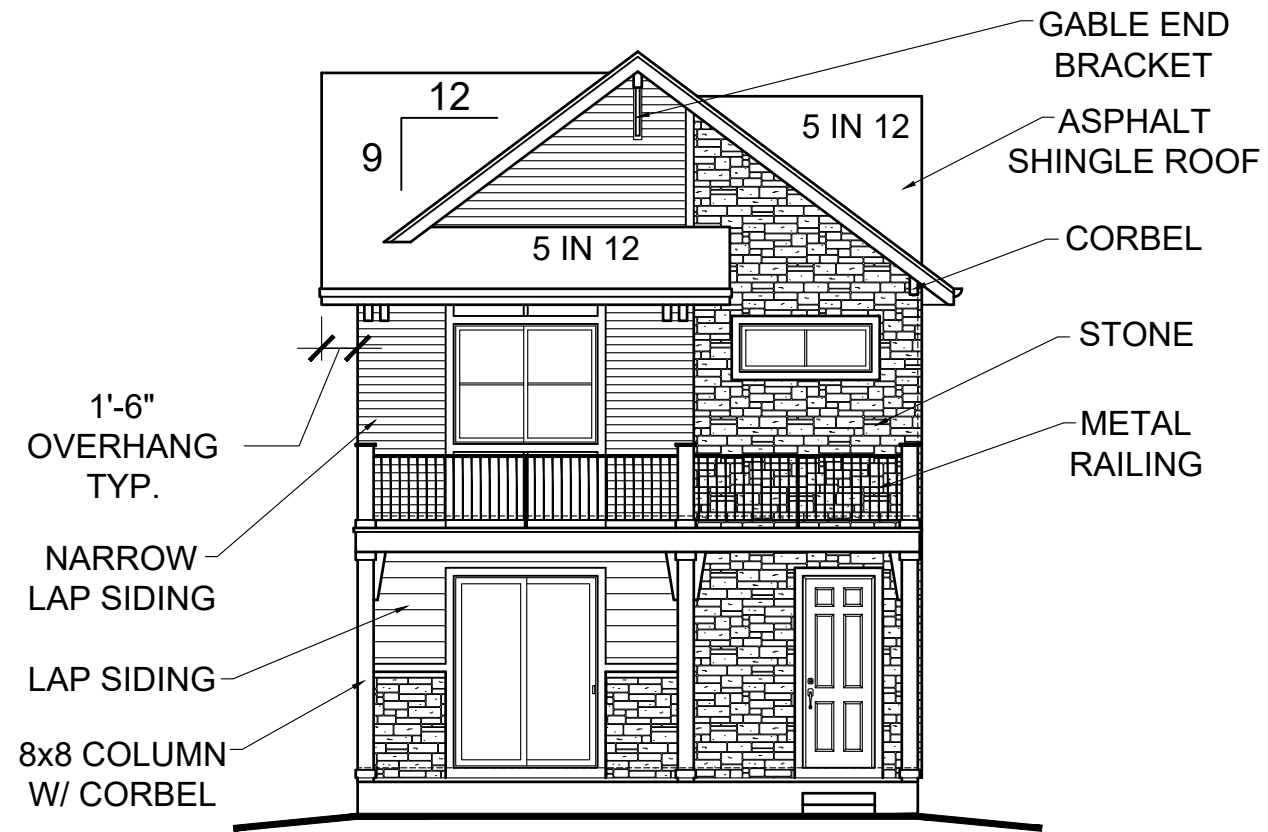 GABLE END
BRACKET
12
9
5 IN 12
ASPHALT
SHINGLE ROOF
5 IN 12
CORBEL
STONE
1'-6"
OVERHANG
TYP.
METAL
RAILING
NARROW
LAP SIDING
LAP SIDING
8x8 COLUMN
W/ CORBEL